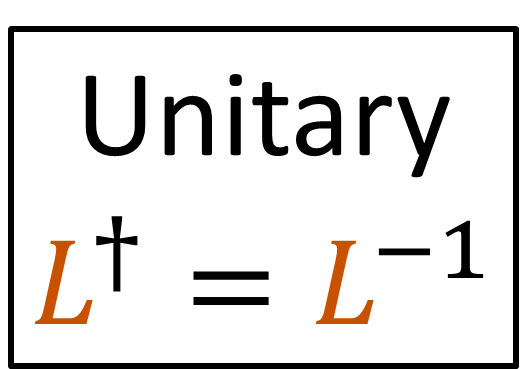 Unitary
L† = L⁻¹